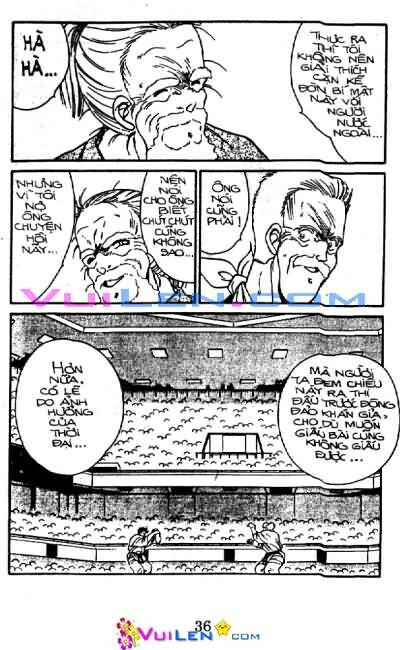 HÀ
HÀ...
THỰC RA
THÌ TÔI
KHÔNG NÊN
GIẢI THÍCH
CẶN KẼ
ĐÒN BÍ MẬT
NÀY VỚI
NGƯỜI
NƯỚC
NGOÀI...
NHƯNG
VÌ TÔI
NỢ
ÔNG
CHUYỆN
HỒI
NÀY...
NÊN
NÓI
CHO ÔNG
BIẾT
CHÚT CHÚT
CŨNG
KHÔNG
SAO...
ÔNG
NÓI
CŨNG
PHẢI!
VUILEN.COM
HƠN
NỮA,
CÓ LẼ
DO ẢNH
HƯỞNG
CỦA
THỜI
ĐẠI...
MÀ NGƯỜI
TA ĐEM CHIÊU
NÀY RA THI
ĐẤU TRƯỚC ĐÔNG
ĐẢO KHÁN GIẢ,
CHO DÙ MUỐN
GIẤU BÀI CŨNG
KHÔNG GIẤU
ĐƯỢC...
36
VUILEN COM